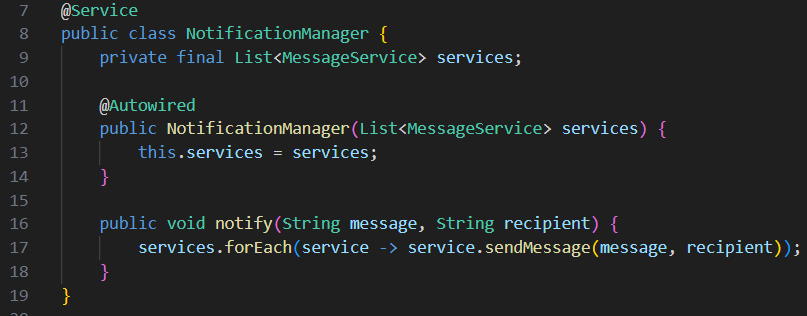 7 @Service
8 public class NotificationManager {
9 private final List<MessageService> services;
10
11 @Autowired
12 public NotificationManager(List<MessageService> services) {
13 this.services = services;
14 }
15
16 public void notify(String message, String recipient) {
17 services.forEach(service -> service.sendMessage(message, recipient));
18 }
19 }